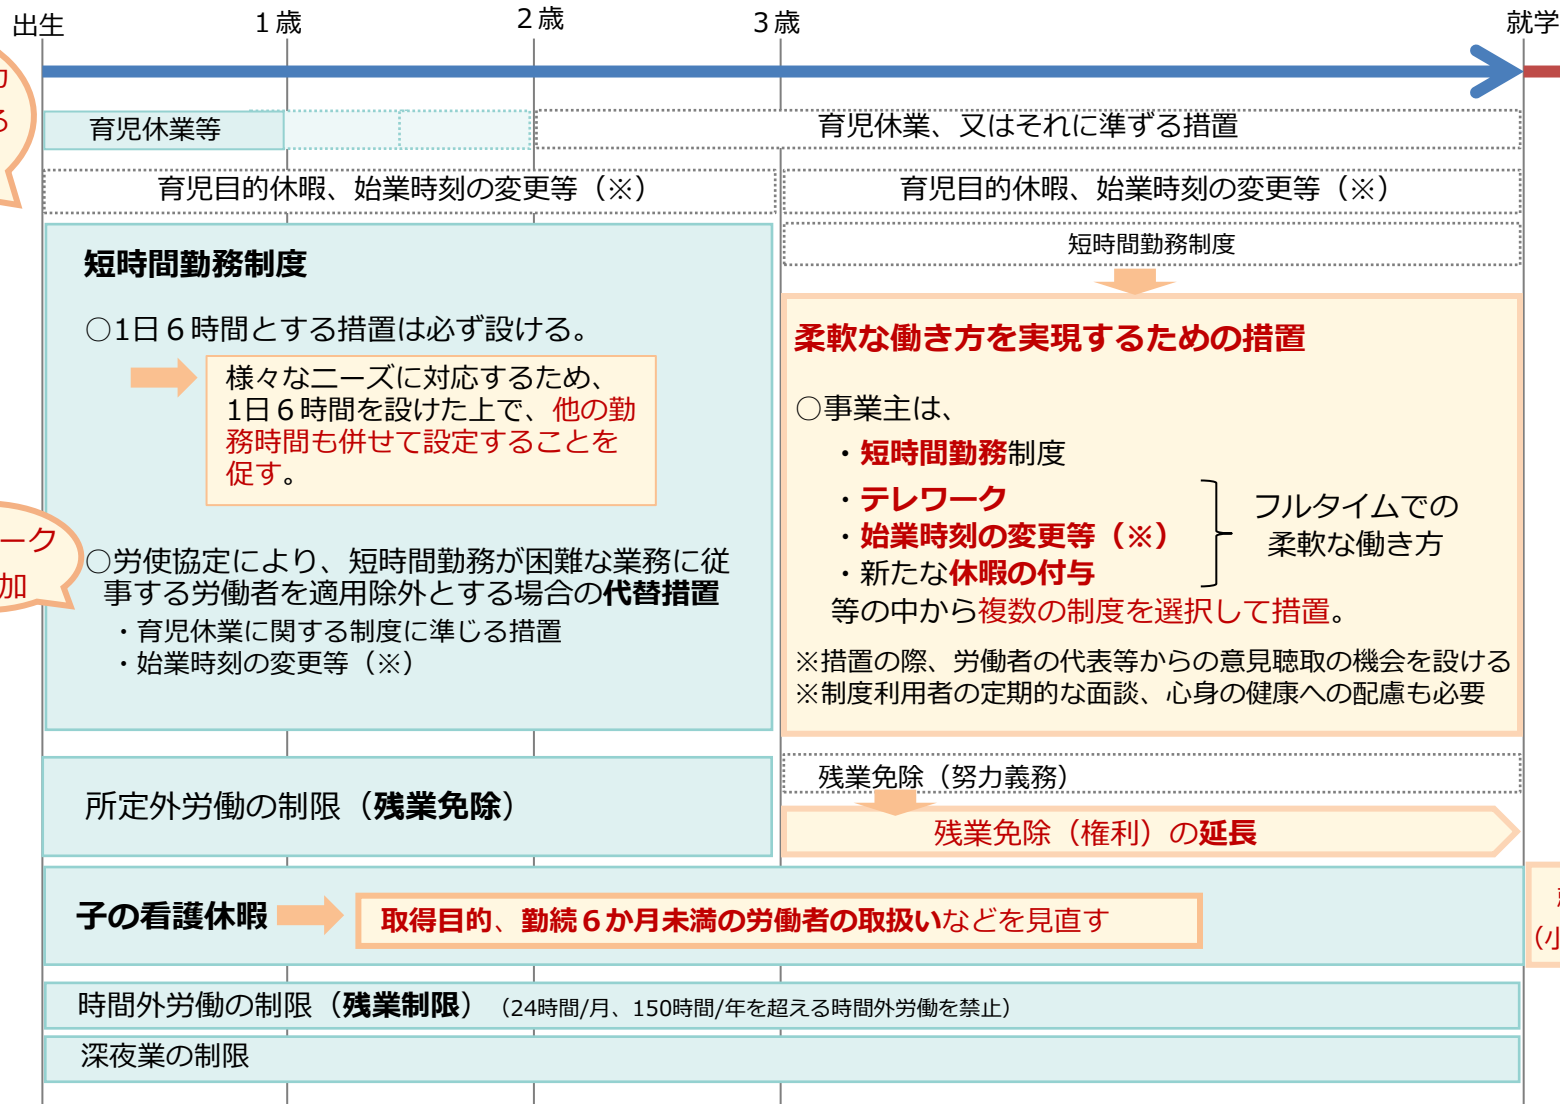 出生
1歳
2歳
3歳
就学
育児休業等
育児休業、又はそれに準ずる措置
育児目的休暇、始業時刻の変更等（※）
育児目的休暇、始業時刻の変更等（※）
短時間勤務制度
○1日６時間とする措置は必ず設ける。
様々なニーズに対応するため、
1日６時間を設けた上で、他の勤
務時間も併せて設定することを
促す。
ーク
加
○労使協定により、短時間勤務が困難な業務に従
事する労働者を適用除外とする場合の代替措置
・育児休業に関する制度に準じる措置
・始業時刻の変更等（※）
短時間勤務制度
柔軟な働き方を実現するための措置
○事業主は、
・短時間勤務制度
・テレワーク
・始業時刻の変更等（※）
・新たな休暇の付与
フルタイムでの
柔軟な働き方
等の中から複数の制度を選択して措置。
※措置の際、労働者の代表等からの意見聴取の機会を設ける
※制度利用者の定期的な面談、心身の健康への配慮も必要
所定外労働の制限（残業免除）
残業免除（努力義務）
残業免除（権利）の延長
子の看護休暇
取得目的、勤続６か月未満の労働者の取扱いなどを見直す
（小
時間外労働の制限（残業制限）（24時間/月、150時間/年を超える時間外労働を禁止）
深夜業の制限